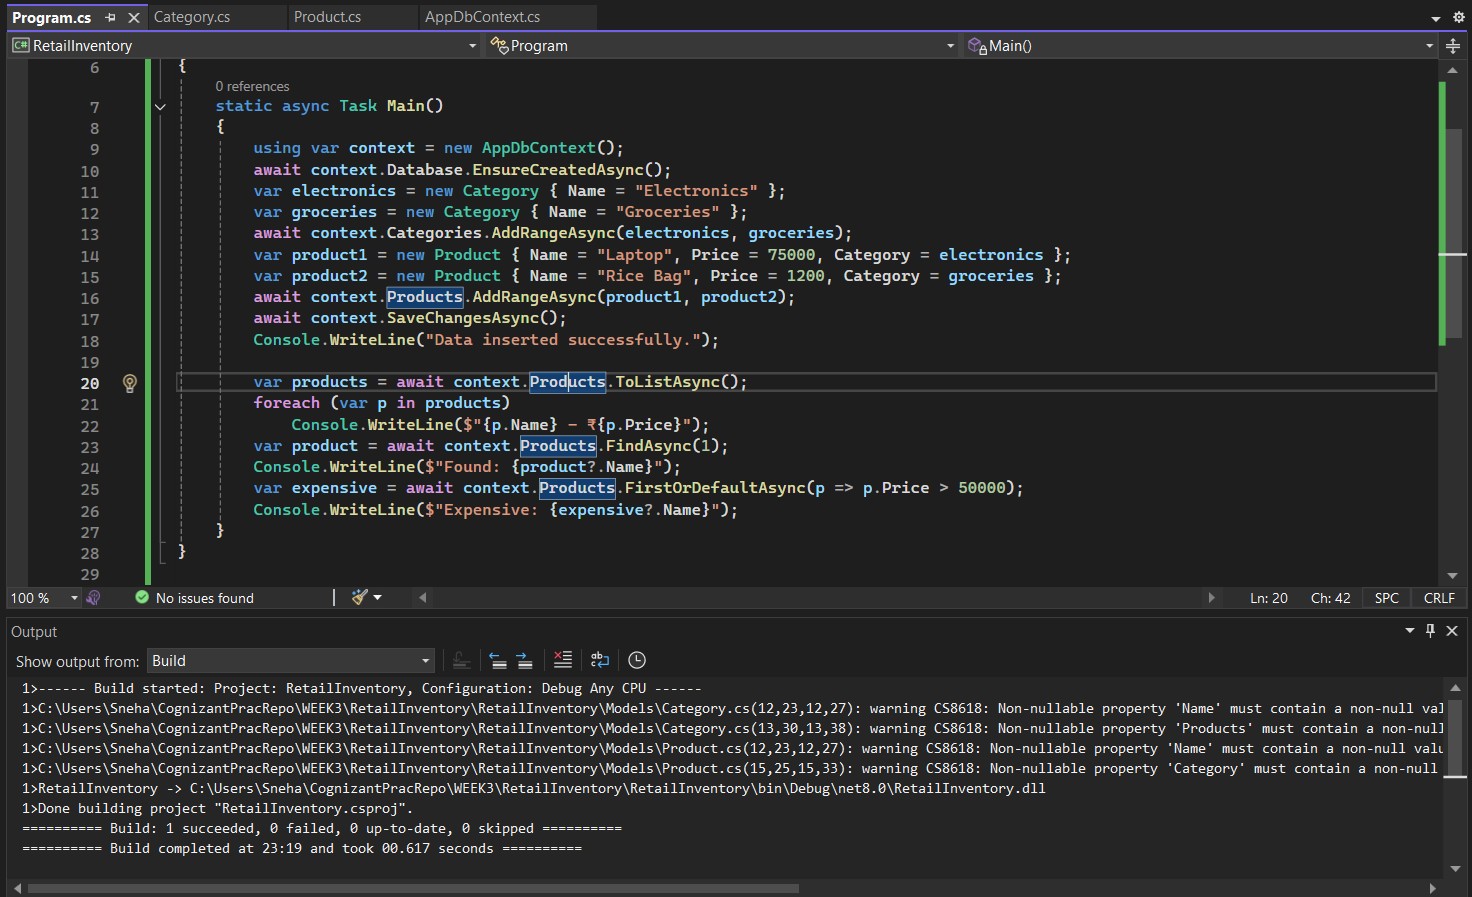 Program.cs Category.cs Product.cs AppDbContext.cs
C# RetailInventory Program Main()
6 {
0 references
7 static async Task Main()
8 {
9 using var context = new AppDbContext();
10 await context.Database.EnsureCreatedAsync();
11 var electronics = new Category { Name = "Electronics" };
12 var groceries = new Category { Name = "Groceries" };
13 await context.Categories.AddRangeAsync(electronics, groceries);
14 var product1 = new Product { Name = "Laptop", Price = 75000, Category = electronics };
15 var product2 = new Product { Name = "Rice Bag", Price = 1200, Category = groceries };
16 await context.Products.AddRangeAsync(product1, product2);
17 await context.SaveChangesAsync();
18 Console.WriteLine("Data inserted successfully.");
19
20 var products = await context.Products.ToListAsync();
21 foreach (var p in products)
22 Console.WriteLine($"{p.Name} - ₹{p.Price}");
23 var product = await context.Products.FindAsync(1);
24 Console.WriteLine($"Found: {product?.Name}");
25 var expensive = await context.Products.FirstOrDefaultAsync(p => p.Price > 50000);
26 Console.WriteLine($"Expensive: {expensive?.Name}");
27 }
28 }
29
100 % No issues found Ln: 20 Ch: 42 SPC CRLF
Output
Show output from: Build
1>------ Build started: Project: RetailInventory, Configuration: Debug Any CPU ------
1>C:\Users\Sneha\CognizantPracRepo\WEEK3\RetailInventory\RetailInventory\Models\Category.cs(12,23,12,27): warning CS8618: Non-nullable property 'Name' must contain a non-null val
1>C:\Users\Sneha\CognizantPracRepo\WEEK3\RetailInventory\RetailInventory\Models\Category.cs(13,30,13,38): warning CS8618: Non-nullable property 'Products' must contain a non-null
1>C:\Users\Sneha\CognizantPracRepo\WEEK3\RetailInventory\RetailInventory\Models\Product.cs(12,23,12,27): warning CS8618: Non-nullable property 'Name' must contain a non-null valu
1>C:\Users\Sneha\CognizantPracRepo\WEEK3\RetailInventory\RetailInventory\Models\Product.cs(15,25,15,33): warning CS8618: Non-nullable property 'Category' must contain a non-null
1>RetailInventory -> C:\Users\Sneha\CognizantPracRepo\WEEK3\RetailInventory\RetailInventory\bin\Debug\net8.0\RetailInventory.dll
1>Done building project "RetailInventory.csproj".
========== Build: 1 succeeded, 0 failed, 0 up-to-date, 0 skipped ==========
========== Build completed at 23:19 and took 00.617 seconds ==========